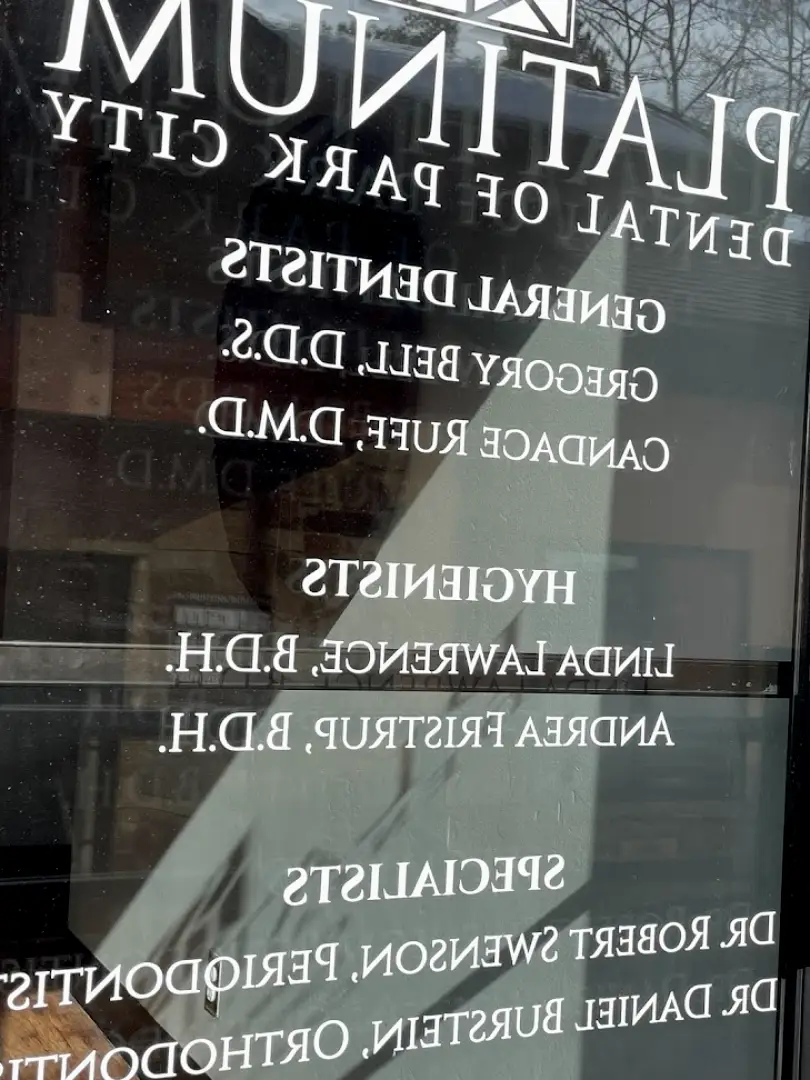 PLATINUM
DENTAL OF PARK CITY
GENERAL DENTISTS
GREGORY BELL, D.D.S.
CANDACE RUFF, D.M.D.
HYGIENISTS
LINDA LAWRENCE, B.D.H.
ANDREA FRISTRUP, B.D.H.
SPECIALISTS
DR. ROBERT SWENSON, PERIODONTIST
DR. DANIEL BURSTEIN, ORTHODONTIS